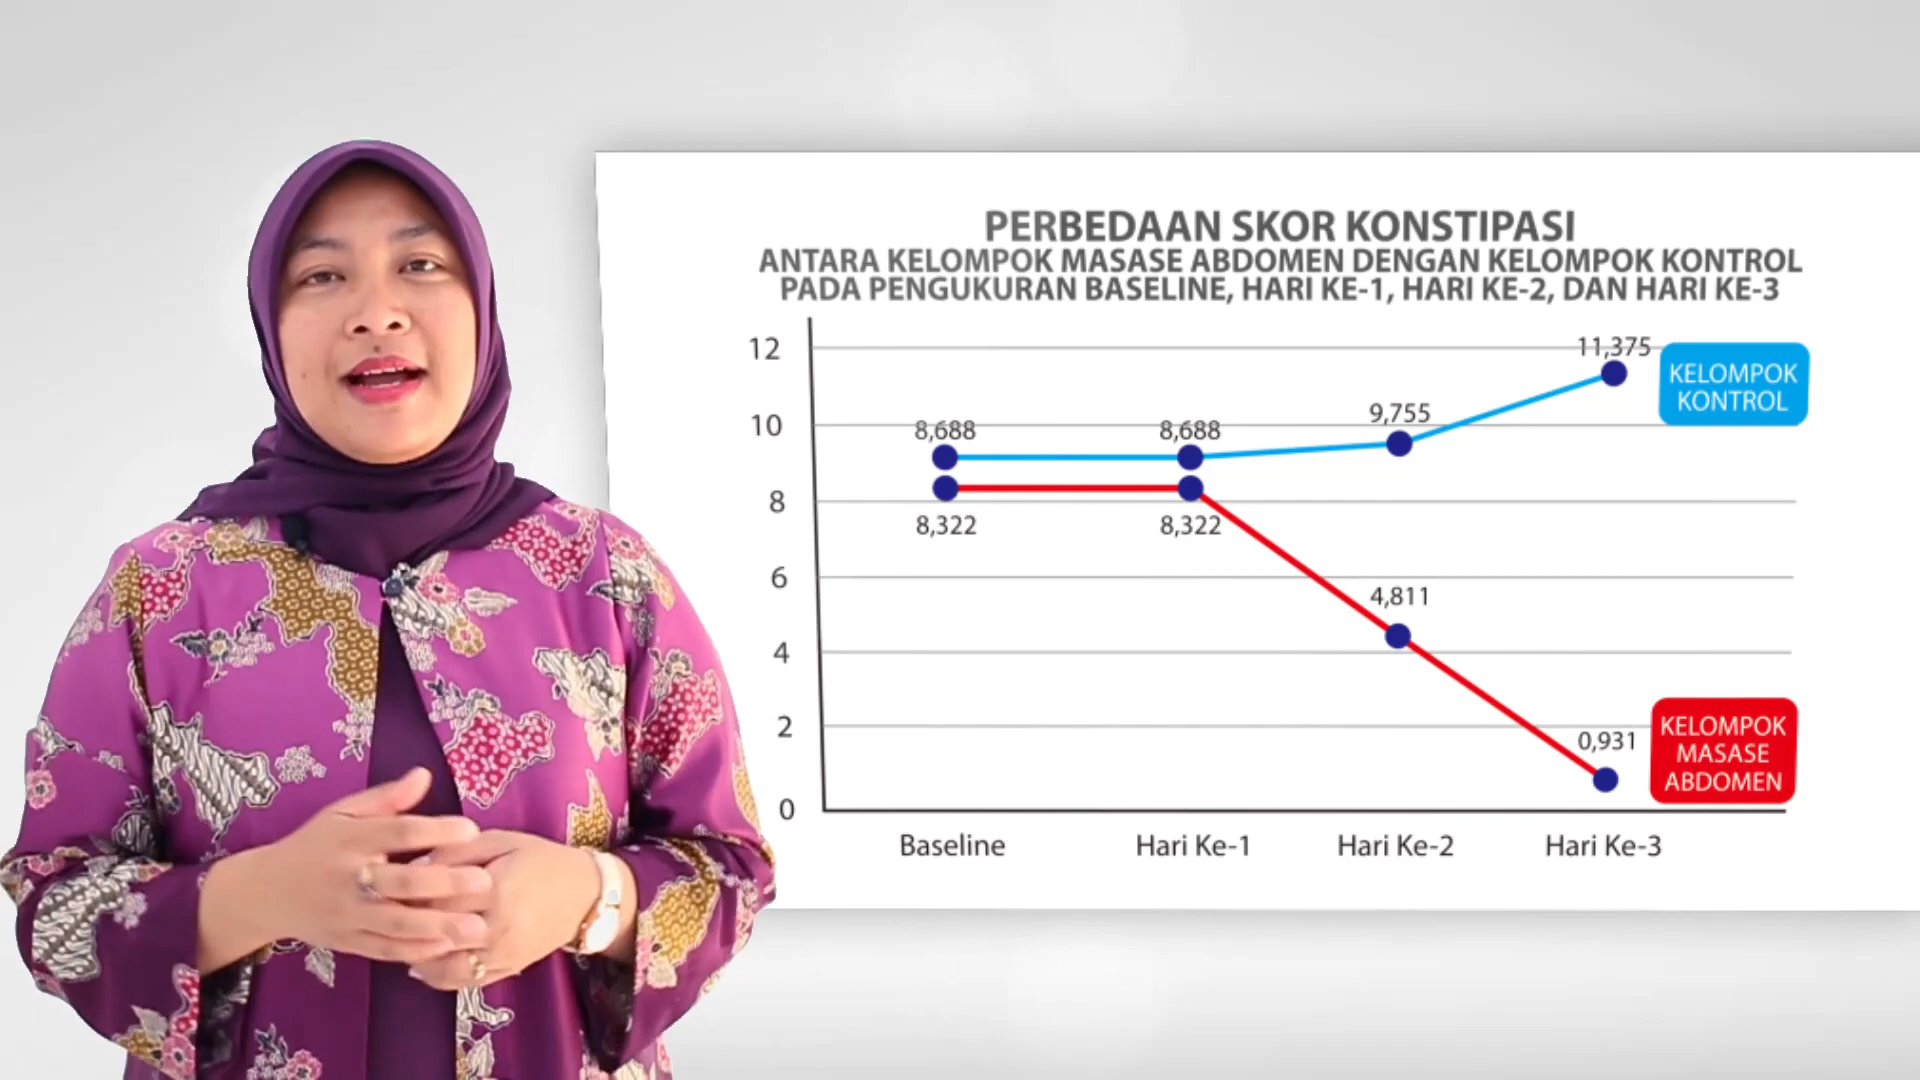 PERBEDAAN SKOR KONSTIPASI
ANTARA KELOMPOK MASASE ABDOMEN DENGAN KELOMPOK KONTROL
PADA PENGUKURAN BASELINE, HARI KE-1, HARI KE-2, DAN HARI KE-3
12
10
8
6
4
2
0
8,688
8,688
9,755
11,375
KELOMPOK
KONTROL
8,322
8,322
4,811
0,931
KELOMPOK
MASASE
ABDOMEN
Baseline
Hari Ke-1
Hari Ke-2
Hari Ke-3